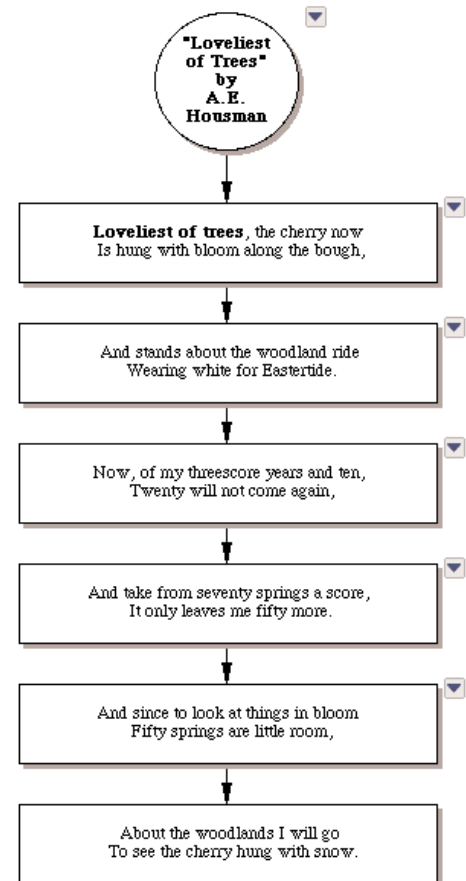 "Loveliest
of Trees"
by
A.E.
Housman
Loveliest of trees, the cherry now
Is hung with bloom along the bough,
And stands about the woodland ride
Wearing white for Eastertide.
Now, of my threescore years and ten,
Twenty will not come again,
And take from seventy springs a score,
It only leaves me fifty more.
And since to look at things in bloom
Fifty springs are little room,
About the woodlands I will go
To see the cherry hung with snow.